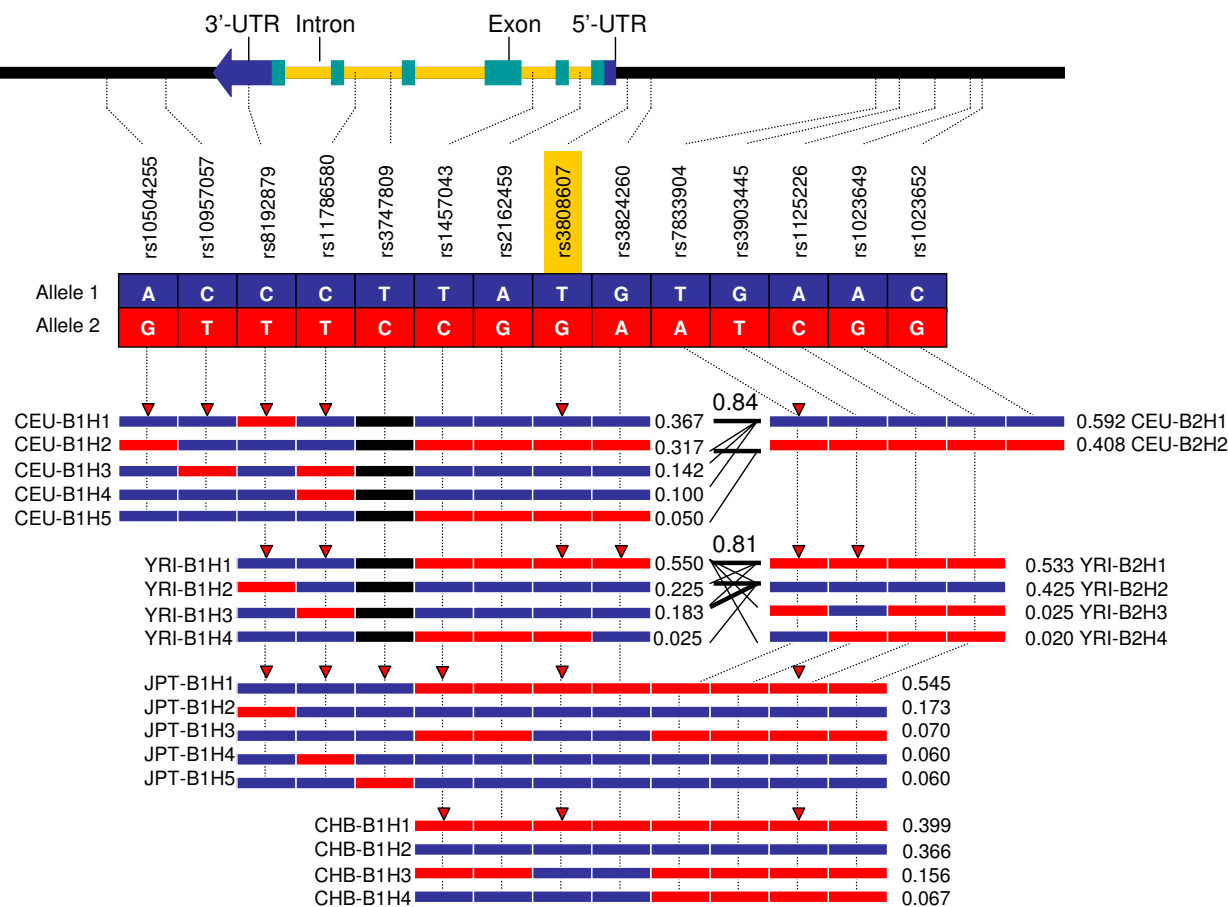 3'-UTR Intron Exon 5'-UTR
rs10504255 rs10957057 rs8192879 rs11786580 rs3747809 rs1457043 rs2162459 rs3808607 rs3824260 rs7833904 rs3903445 rs1125226 rs1023649 rs1023652
Allele 1 A C C C T T A T G T G A A C
Allele 2 G T T T C C G G A A T C G G
0.84
CEU-B1H1 0.367 0.592 CEU-B2H1
CEU-B1H2 0.317 0.408 CEU-B2H2
CEU-B1H3 0.142
CEU-B1H4 0.100
CEU-B1H5 0.050
0.81
YRI-B1H1 0.550 0.533 YRI-B2H1
YRI-B1H2 0.225 0.425 YRI-B2H2
YRI-B1H3 0.183 0.025 YRI-B2H3
YRI-B1H4 0.025 0.020 YRI-B2H4
JPT-B1H1 0.545
JPT-B1H2 0.173
JPT-B1H3 0.070
JPT-B1H4 0.060
JPT-B1H5 0.060
CHB-B1H1 0.399
CHB-B1H2 0.366
CHB-B1H3 0.156
CHB-B1H4 0.067